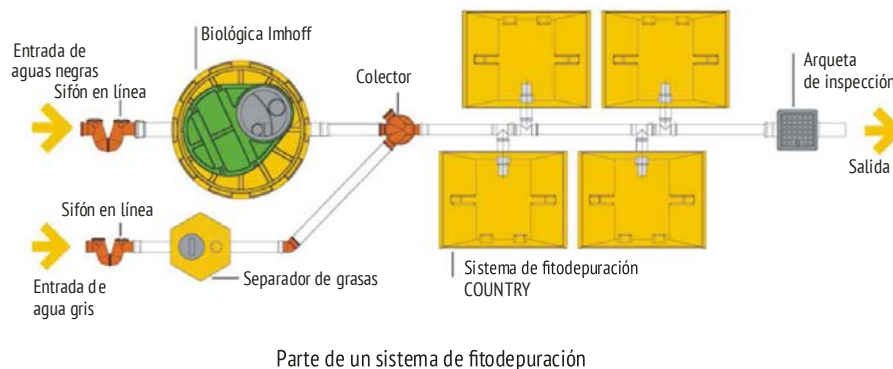 Entrada de
aguas negras
Sifón en línea
Biológica Imhoff
Colector
Arqueta
de inspección
Salida
Sifón en línea
Entrada de
agua gris
Separador de grasas
Sistema de fitodepuración
COUNTRY
Parte de un sistema de fitodepuración